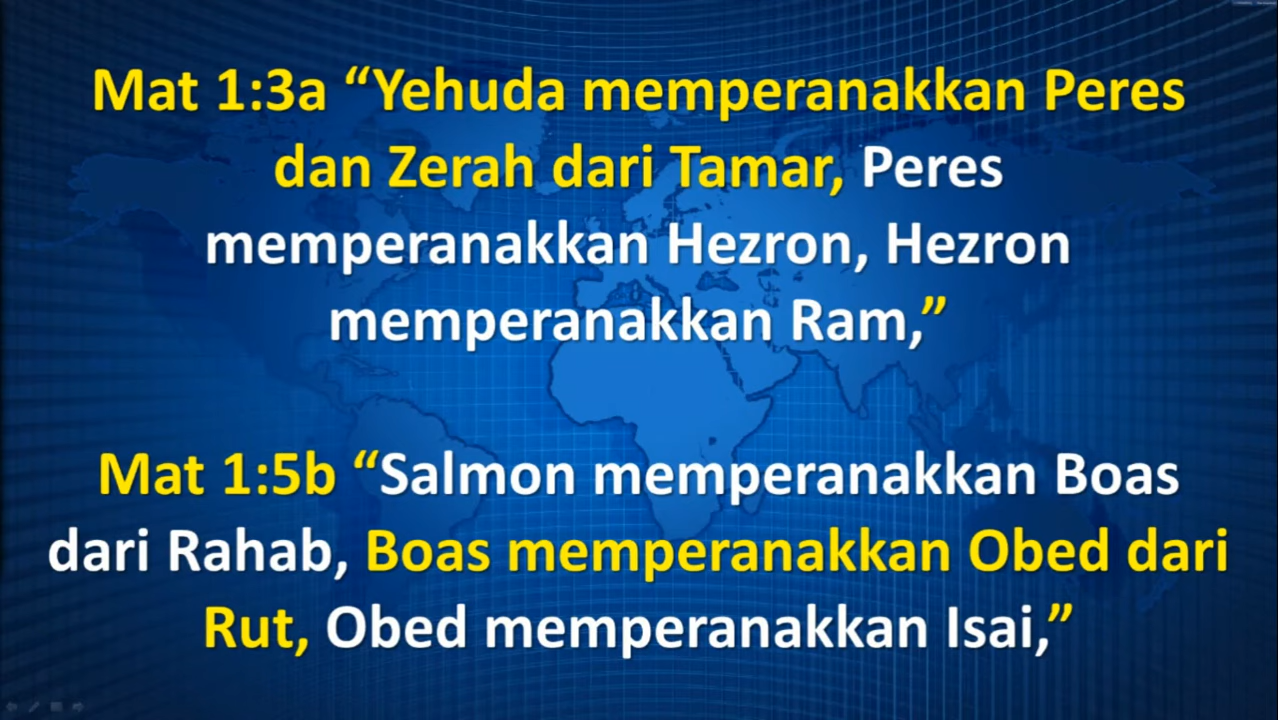 Mat 1:3a “Yehuda memperanakkan Peres
dan Zerah dari Tamar, Peres
memperanakkan Hezron, Hezron
memperanakkan Ram,”
Mat 1:5b “Salmon memperanakkan Boas
dari Rahab, Boas memperanakkan Obed dari
Rut, Obed memperanakkan Isai,”